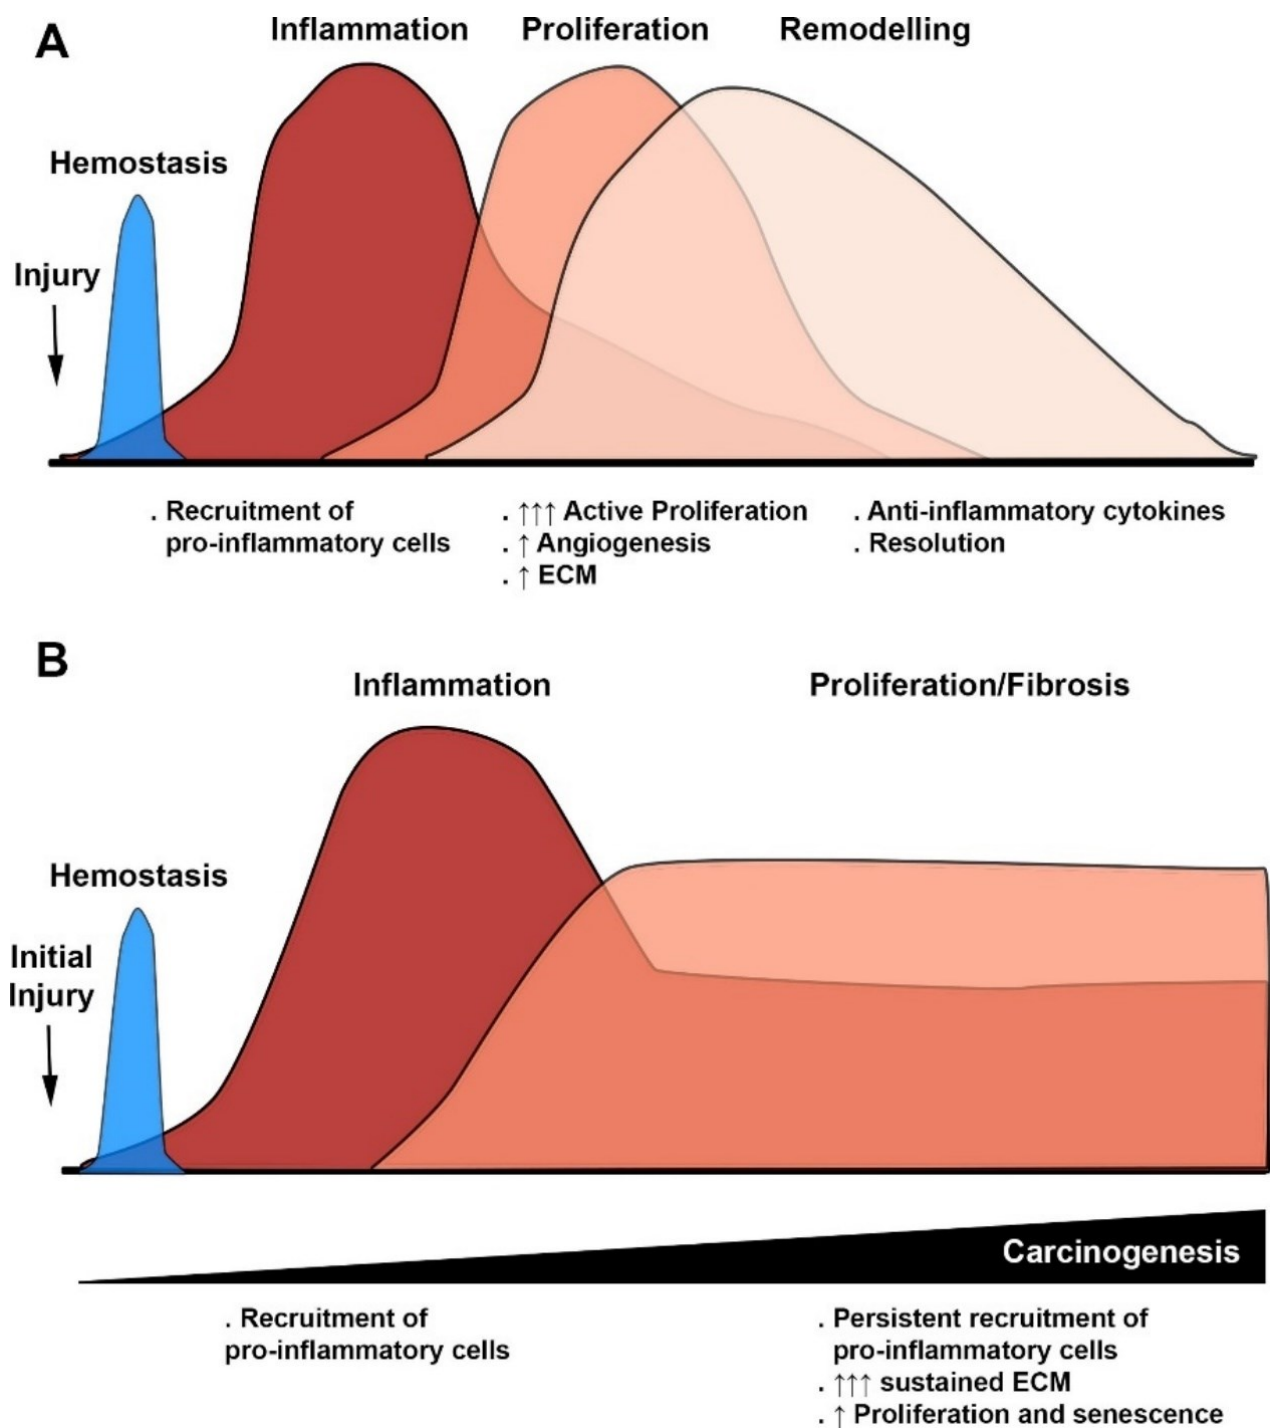 A
Inflammation Proliferation Remodelling
Hemostasis
Injury
. Recruitment of
pro-inflammatory cells
. ↑↑↑ Active Proliferation
. ↑ Angiogenesis
. ↑ ECM
. Anti-inflammatory cytokines
. Resolution
B
Inflammation Proliferation/Fibrosis
Hemostasis
Initial
Injury
Carcinogenesis
. Recruitment of
pro-inflammatory cells
. Persistent recruitment of
pro-inflammatory cells
. ↑↑↑ sustained ECM
. ↑ Proliferation and senescence